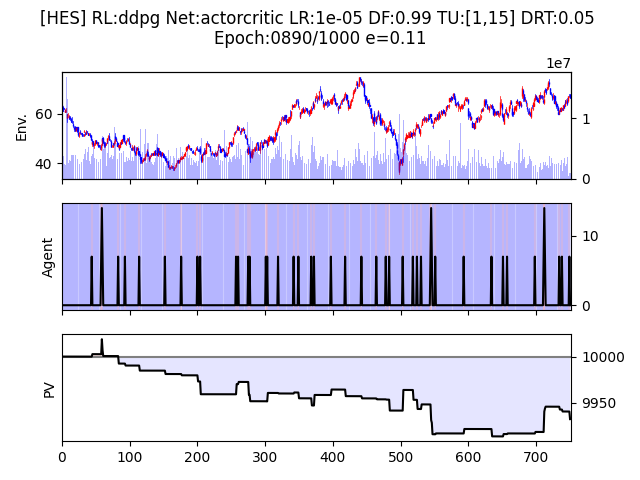 [HES] RL:ddpg Net:actorcritic LR:1e-05 DF:0.99 TU:[1,15] DRT:0.05
Epoch:0890/1000 e=0.11
1e7
Env.
60
40
1
0
Agent
10
0
PV
10000
9950
0 100 200 300 400 500 600 700